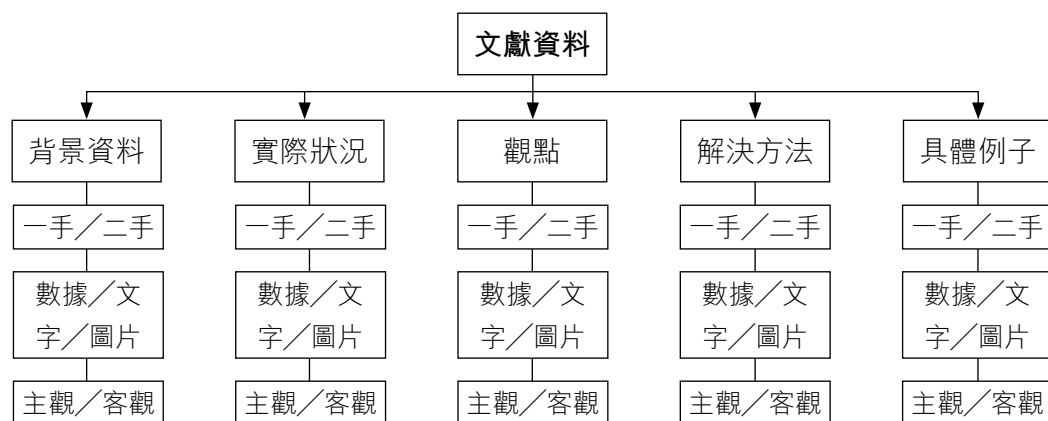 文獻資料
背景資料
實際狀況
觀點
解決方法
具體例子
一手／二手
一手／二手
一手／二手
一手／二手
一手／二手
數據／文
字／圖片
數據／文
字／圖片
數據／文
字／圖片
數據／文
字／圖片
數據／文
字／圖片
主觀／客觀
主觀／客觀
主觀／客觀
主觀／客觀
主觀／客觀